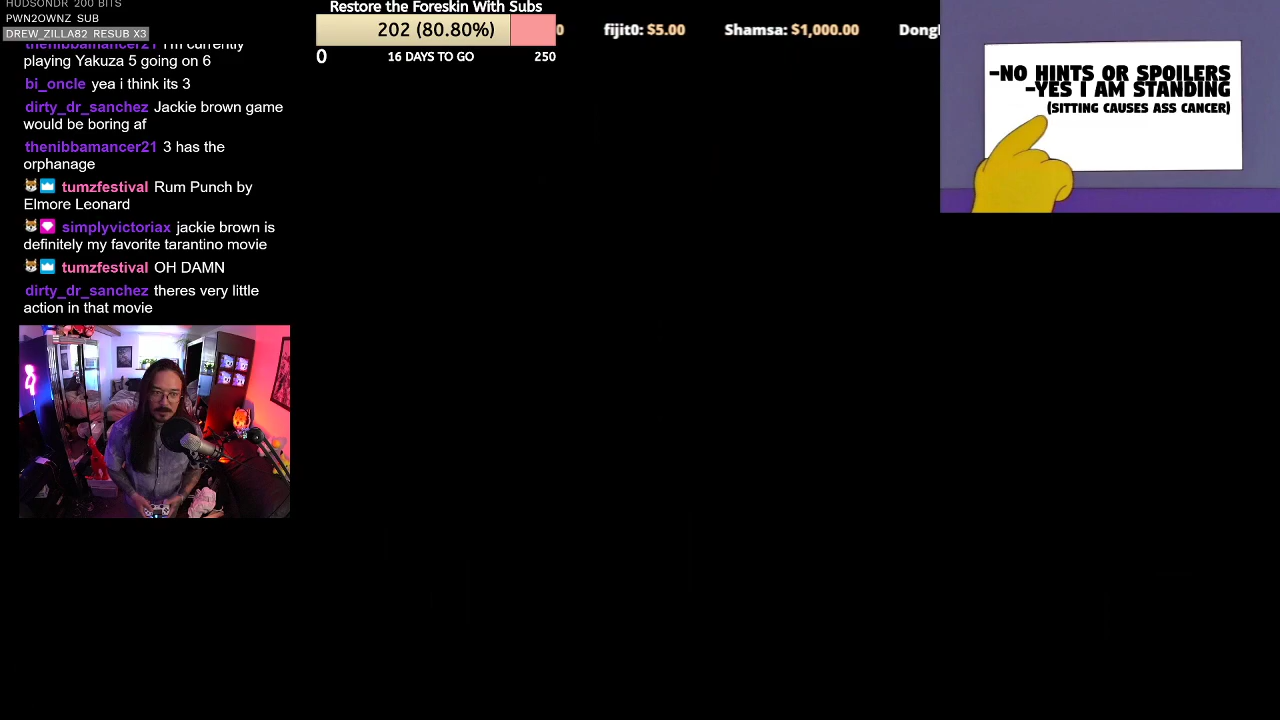 HUDSONDR 200 BITS
PWN2OWNZ SUB
DREW_ZILLA82 RESUB X3
thenibbamancer21 I'm currently
playing Yakuza 5 going on 6
bi_oncle yea i think its 3
dirty_dr_sanchez Jackie brown game
would be boring af
thenibbamancer21 3 has the
orphanage
tumzfestival Rum Punch by
Elmore Leonard
simplyvictoriax jackie brown is
definitely my favorite tarantino movie
tumzfestival OH DAMN
dirty_dr_sanchez theres very little
action in that movie
Restore the Foreskin With Subs
202 (80.80%)
0 16 DAYS TO GO 250
0 fijit0: $5.00 Shamsa: $1,000.00 Dongl
-NO HINTS OR SPOILERS
-YES I AM STANDING
(SITTING CAUSES ASS CANCER)